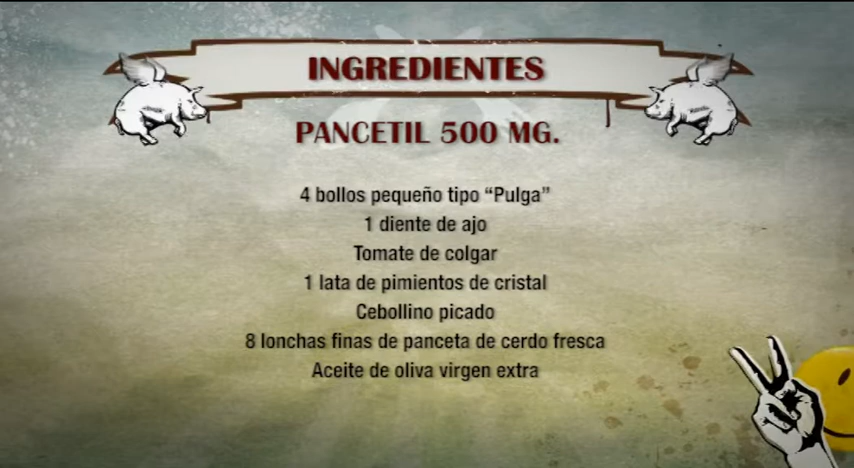 INGREDIENTES
PANCETIL 500 MG.
4 bollos pequeño tipo “Pulga”
1 diente de ajo
Tomate de colgar
1 lata de pimientos de cristal
Cebollino picado
8 lonchas finas de panceta de cerdo fresca
Aceite de oliva virgen extra